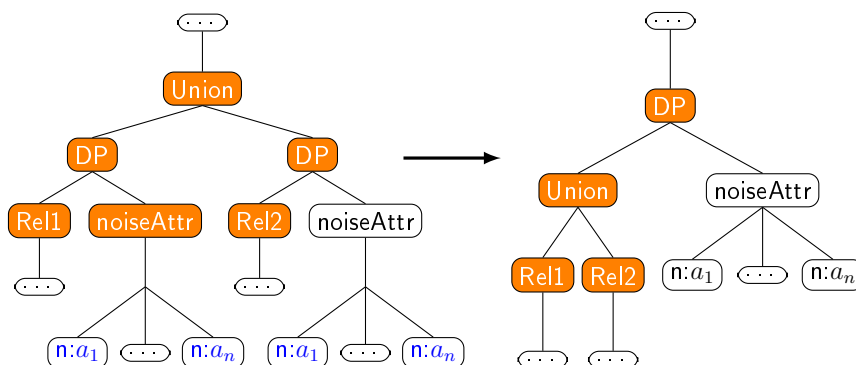 ...
...
Union
DP
DP
DP
Rel1
noiseAttr
Rel2
noiseAttr
Union
noiseAttr
...
...
Rel1
Rel2
n:a₁
...
n:aₙ
n:a₁
...
n:aₙ
n:a₁
...
n:aₙ
...
...